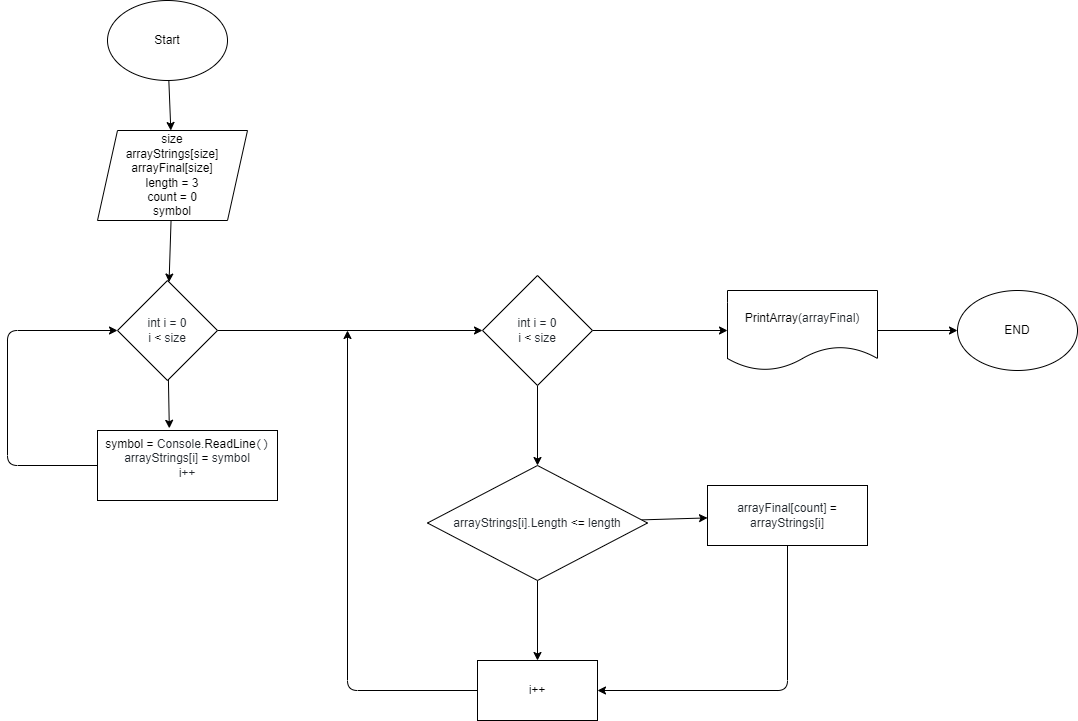 Start
size
arrayStrings[size]
arrayFinal[size]
length = 3
count = 0
symbol
int i = 0
i < size
symbol = Console.ReadLine()
arrayStrings[i] = symbol
i++
int i = 0
i < size
PrintArray(arrayFinal)
END
arrayStrings[i].Length <= length
arrayFinal[count] =
arrayStrings[i]
i++